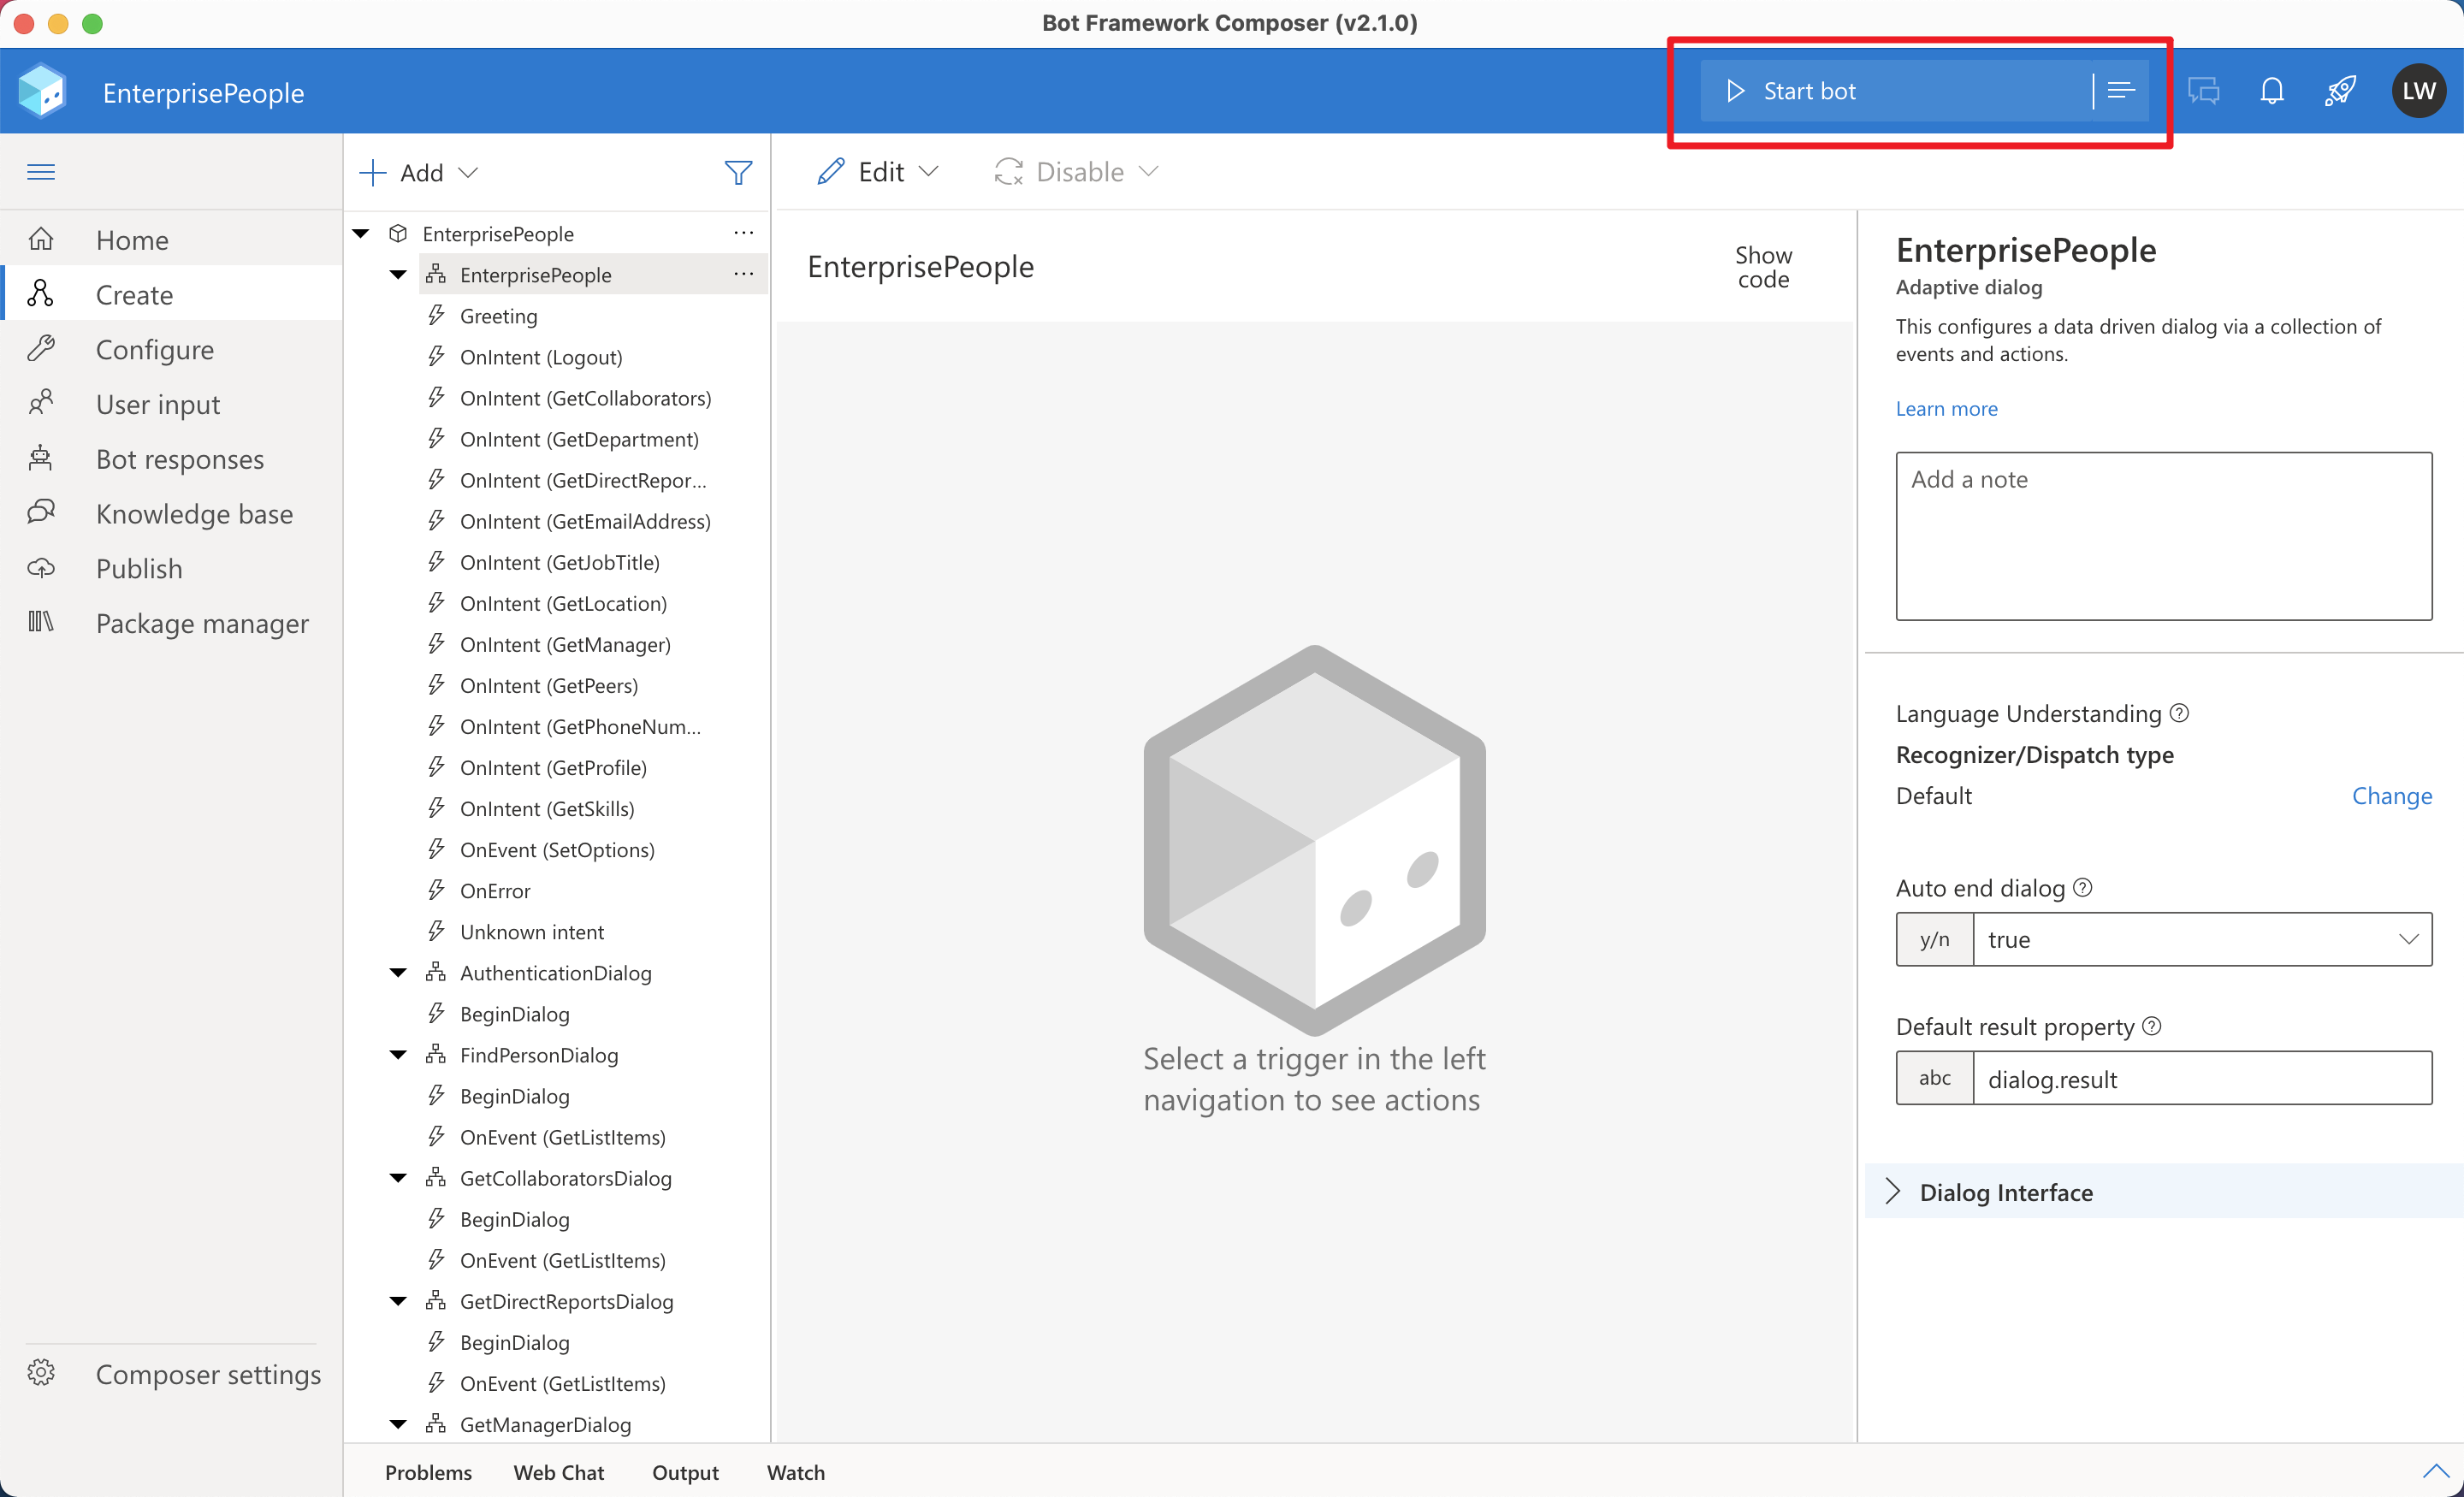 Bot Framework Composer (v2.1.0)
EnterprisePeople
Start bot
LW
Home
Create
Configure
User input
Bot responses
Knowledge base
Publish
Package manager
Composer settings
Add
EnterprisePeople
EnterprisePeople
Greeting
OnIntent (Logout)
OnIntent (GetCollaborators)
OnIntent (GetDepartment)
OnIntent (GetDirectRepor...
OnIntent (GetEmailAddress)
OnIntent (GetJobTitle)
OnIntent (GetLocation)
OnIntent (GetManager)
OnIntent (GetPeers)
OnIntent (GetPhoneNum...
OnIntent (GetProfile)
OnIntent (GetSkills)
OnEvent (SetOptions)
OnError
Unknown intent
AuthenticationDialog
BeginDialog
FindPersonDialog
BeginDialog
OnEvent (GetListItems)
GetCollaboratorsDialog
BeginDialog
OnEvent (GetListItems)
GetDirectReportsDialog
BeginDialog
OnEvent (GetListItems)
GetManagerDialog
Edit
Disable
EnterprisePeople
Show
code
Select a trigger in the left
navigation to see actions
EnterprisePeople
Adaptive dialog
This configures a data driven dialog via a collection of
events and actions.
Learn more
Add a note
Language Understanding
Recognizer/Dispatch type
Default
Change
Auto end dialog
y/n
true
Default result property
abc
dialog.result
Dialog Interface
Problems
Web Chat
Output
Watch